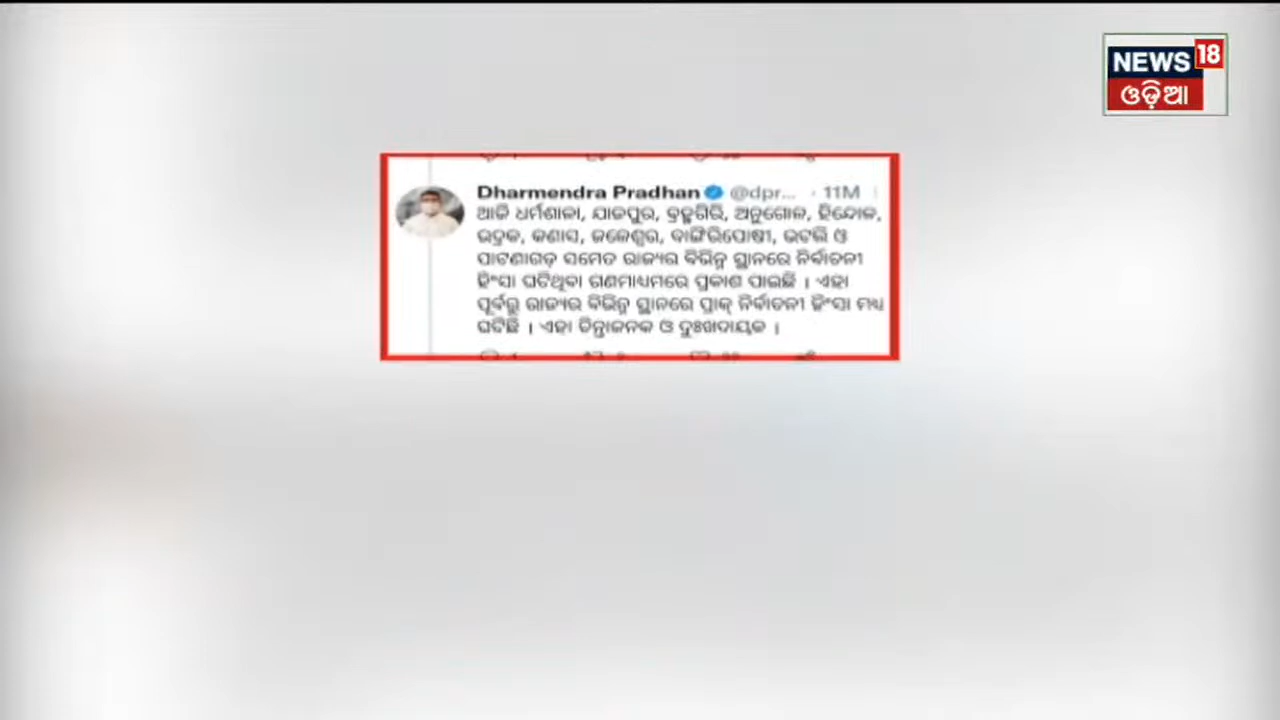 NEWS 18
ଓଡ଼ିଆ
Dharmendra Pradhan @dpr... · 11M
ଆଜି ଧର୍ମଶାଳା, ଯାଜପୁର, ବ୍ରହ୍ମଗିରି, ଅନୁଗୋଳ, ହିନ୍ଦୋଳ,
ଭଦ୍ରକ, କଣାସ, ଜଳେଶ୍ୱର, ବାଙ୍ଗିରିପୋଷୀ, ଭଟଲି ଓ
ପାଟଣାଗଡ଼ ସମେତ ରାଜ୍ୟର ବିଭିନ୍ନ ସ୍ଥାନରେ ନିର୍ବାଚନୀ
ହିଂସା ଘଟିଥିବା ଗଣମାଧ୍ୟମରେ ପ୍ରକାଶ ପାଇଛି । ଏହା
ପୂର୍ବରୁ ରାଜ୍ୟର ବିଭିନ୍ନ ସ୍ଥାନରେ ପ୍ରାକ୍ ନିର୍ବାଚନୀ ହିଂସା ମଧ୍ୟ
ଘଟିଛି । ଏହା ଚିନ୍ତାଜନକ ଓ ଦୁଃଖଦାୟକ ।